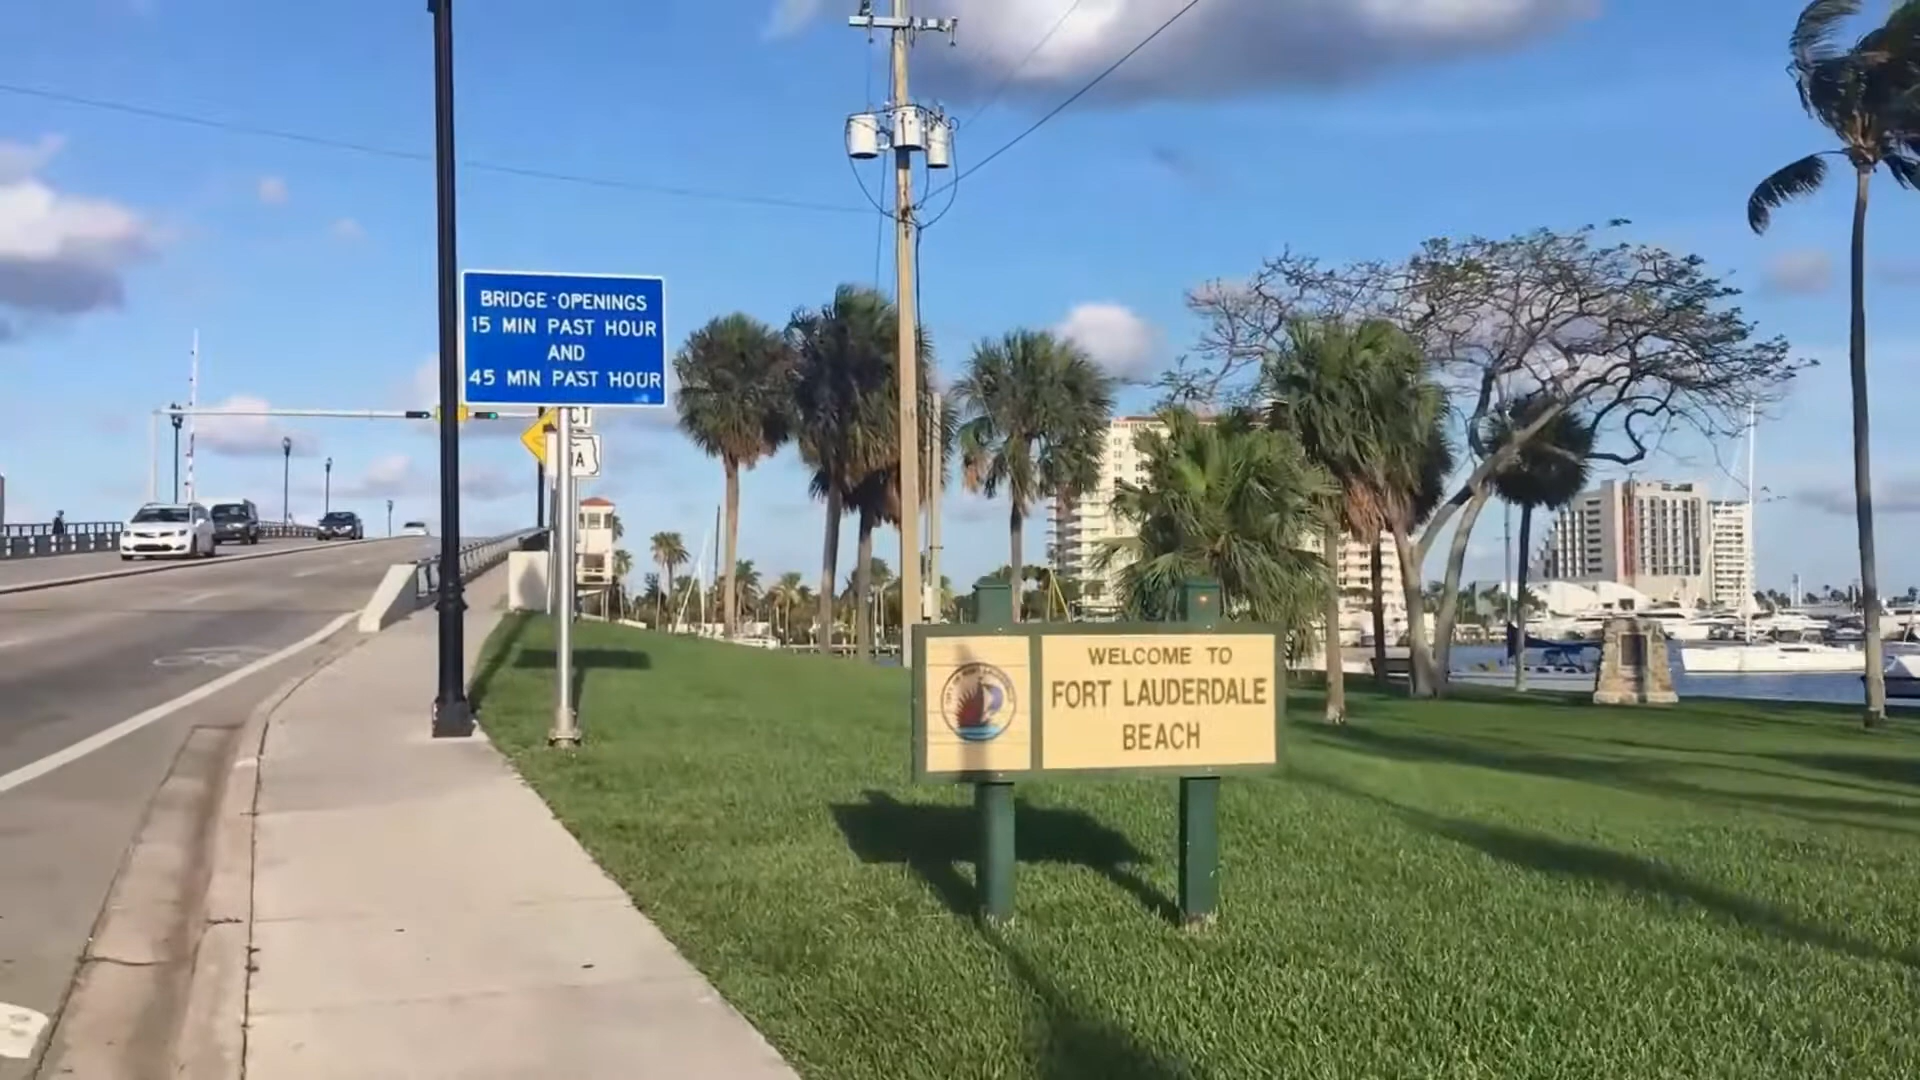 BRIDGE OPENINGS
15 MIN PAST HOUR
AND
45 MIN PAST HOUR
WELCOME TO
FORT LAUDERDALE
BEACH